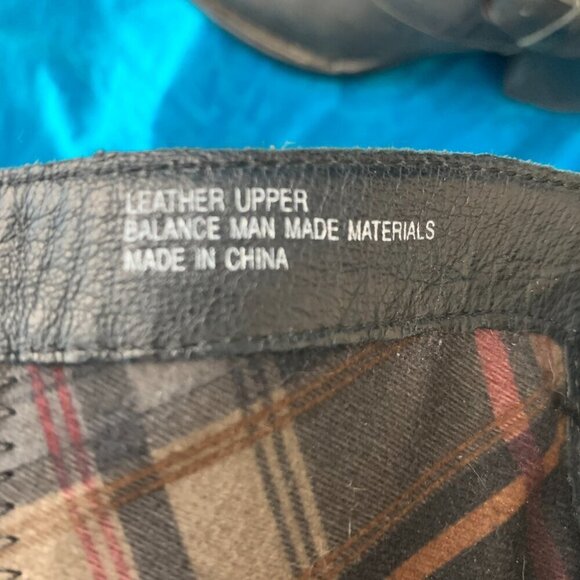 LEATHER UPPER
BALANCE MAN MADE MATERIALS
MADE IN CHINA